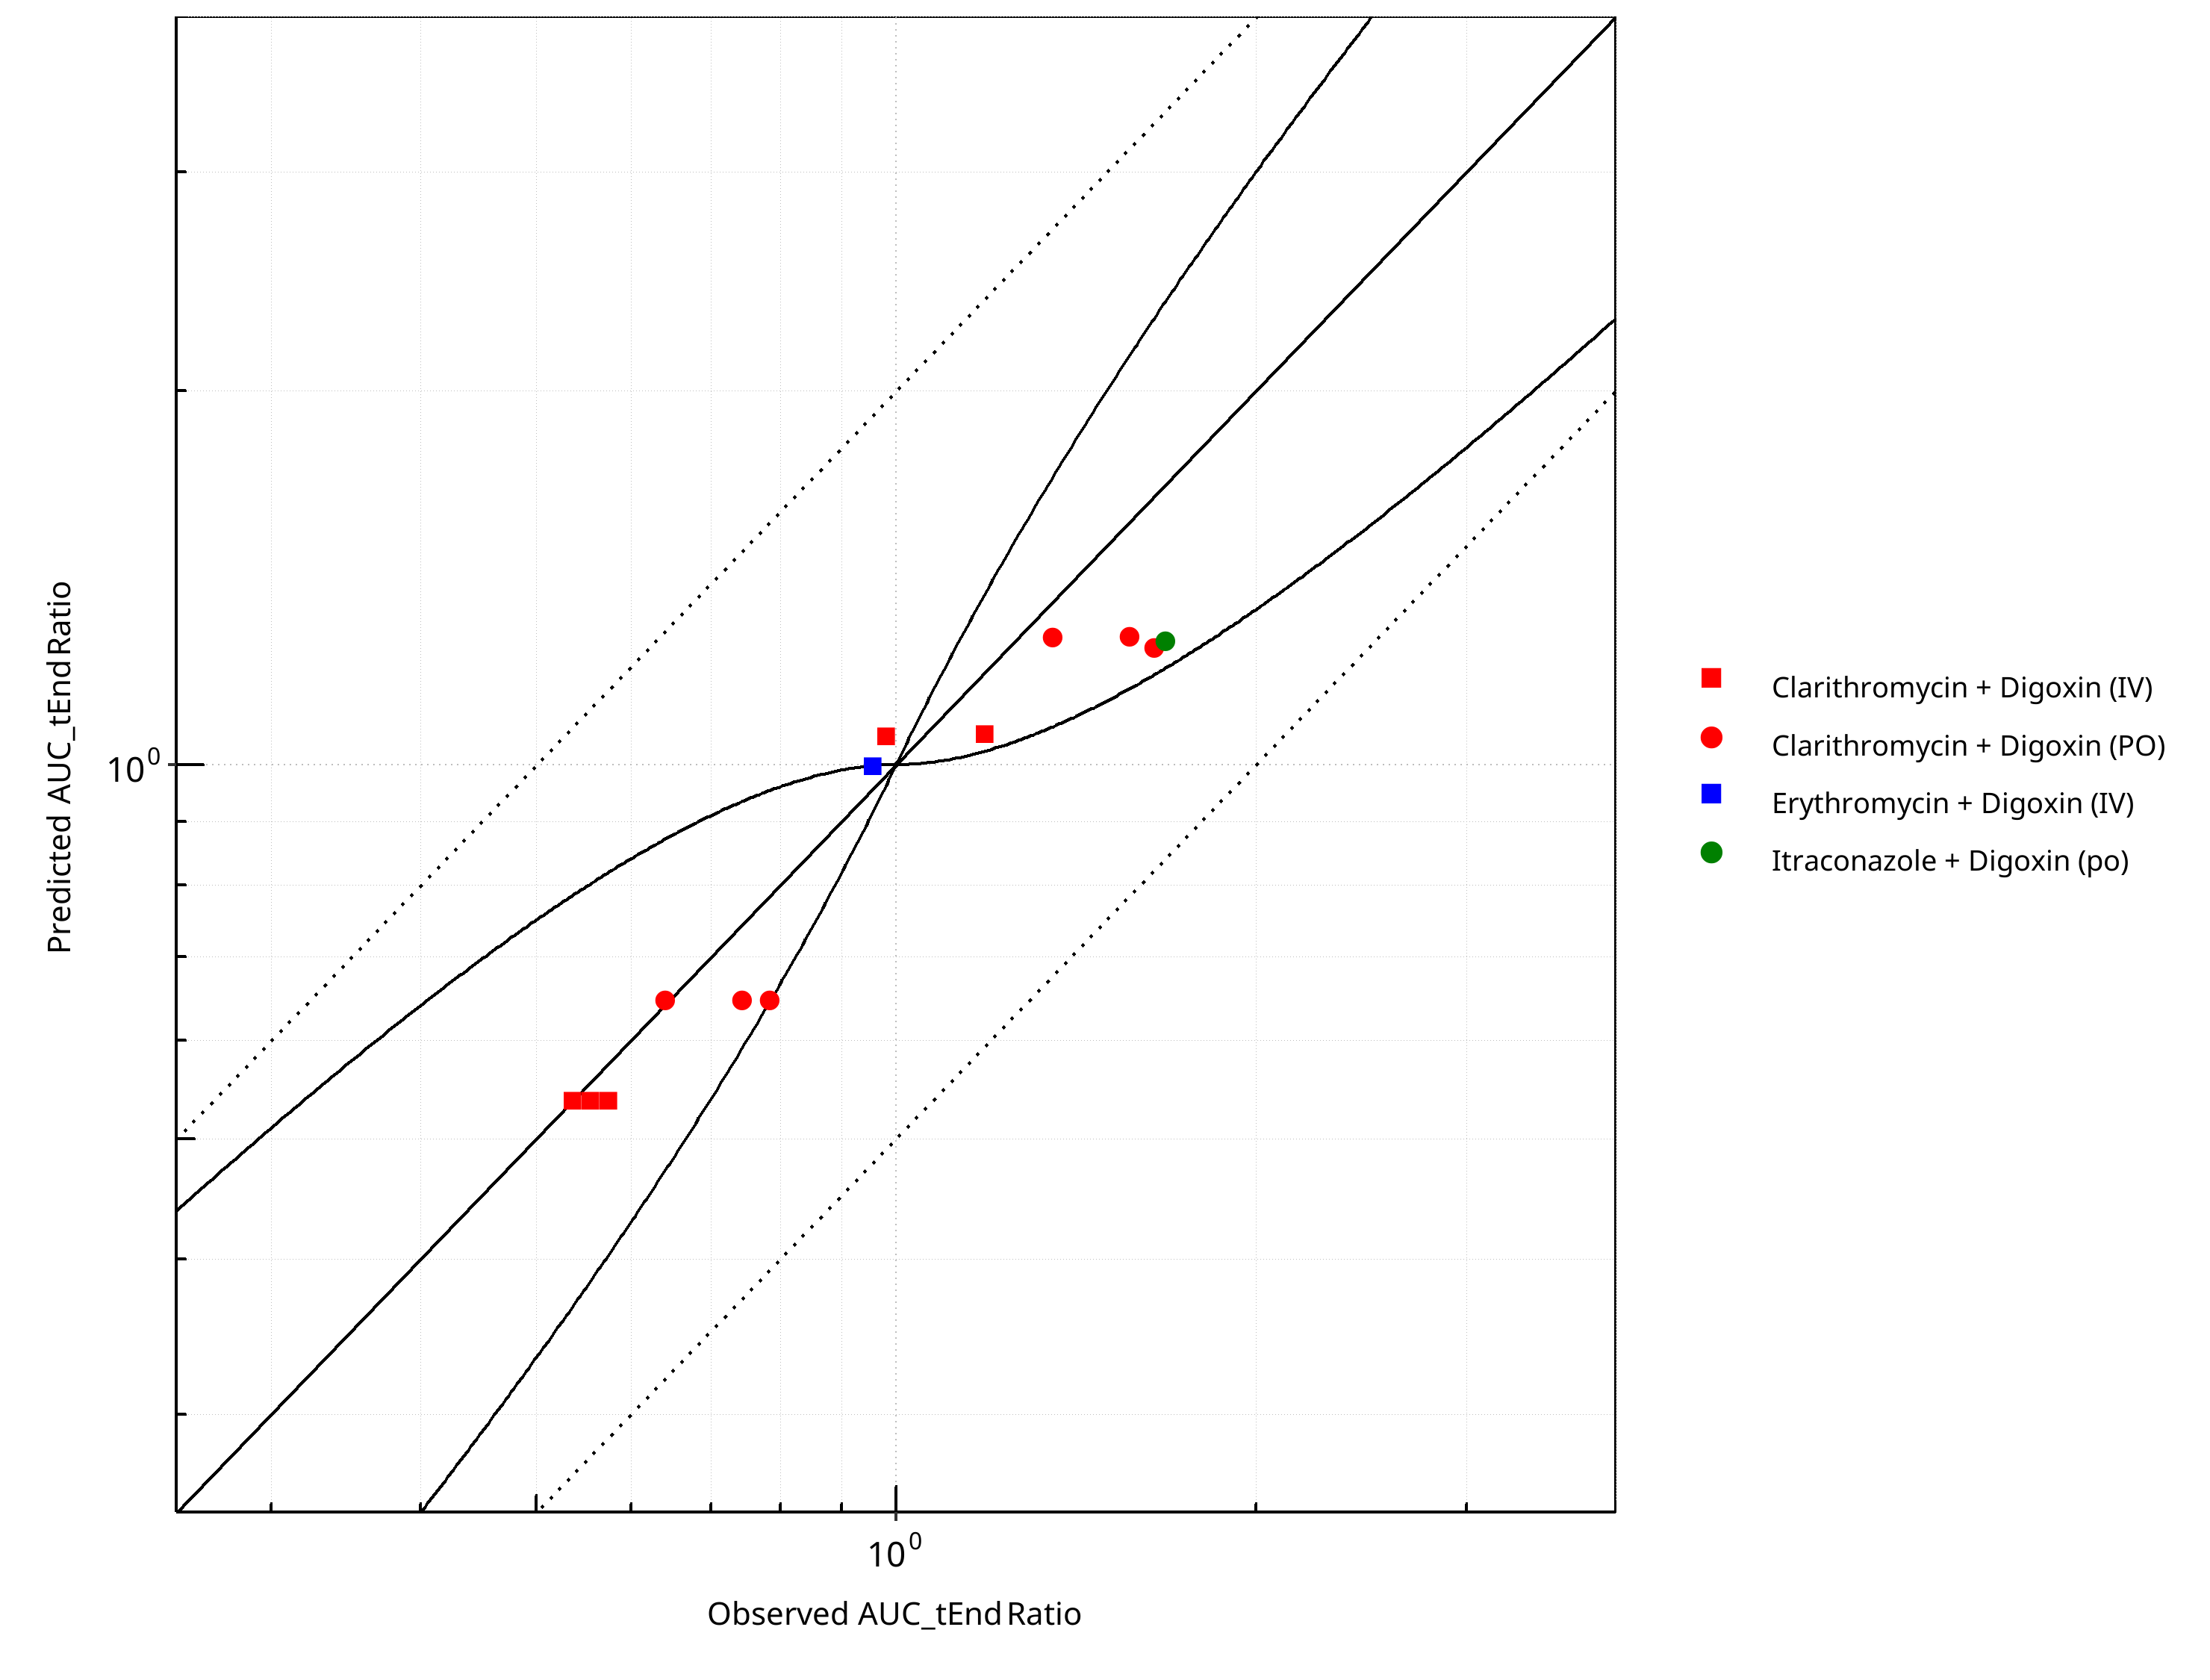 Predicted AUC_tEnd Ratio
10⁰
10⁰
Observed AUC_tEnd Ratio
Clarithromycin + Digoxin (IV)
Clarithromycin + Digoxin (PO)
Erythromycin + Digoxin (IV)
Itraconazole + Digoxin (po)